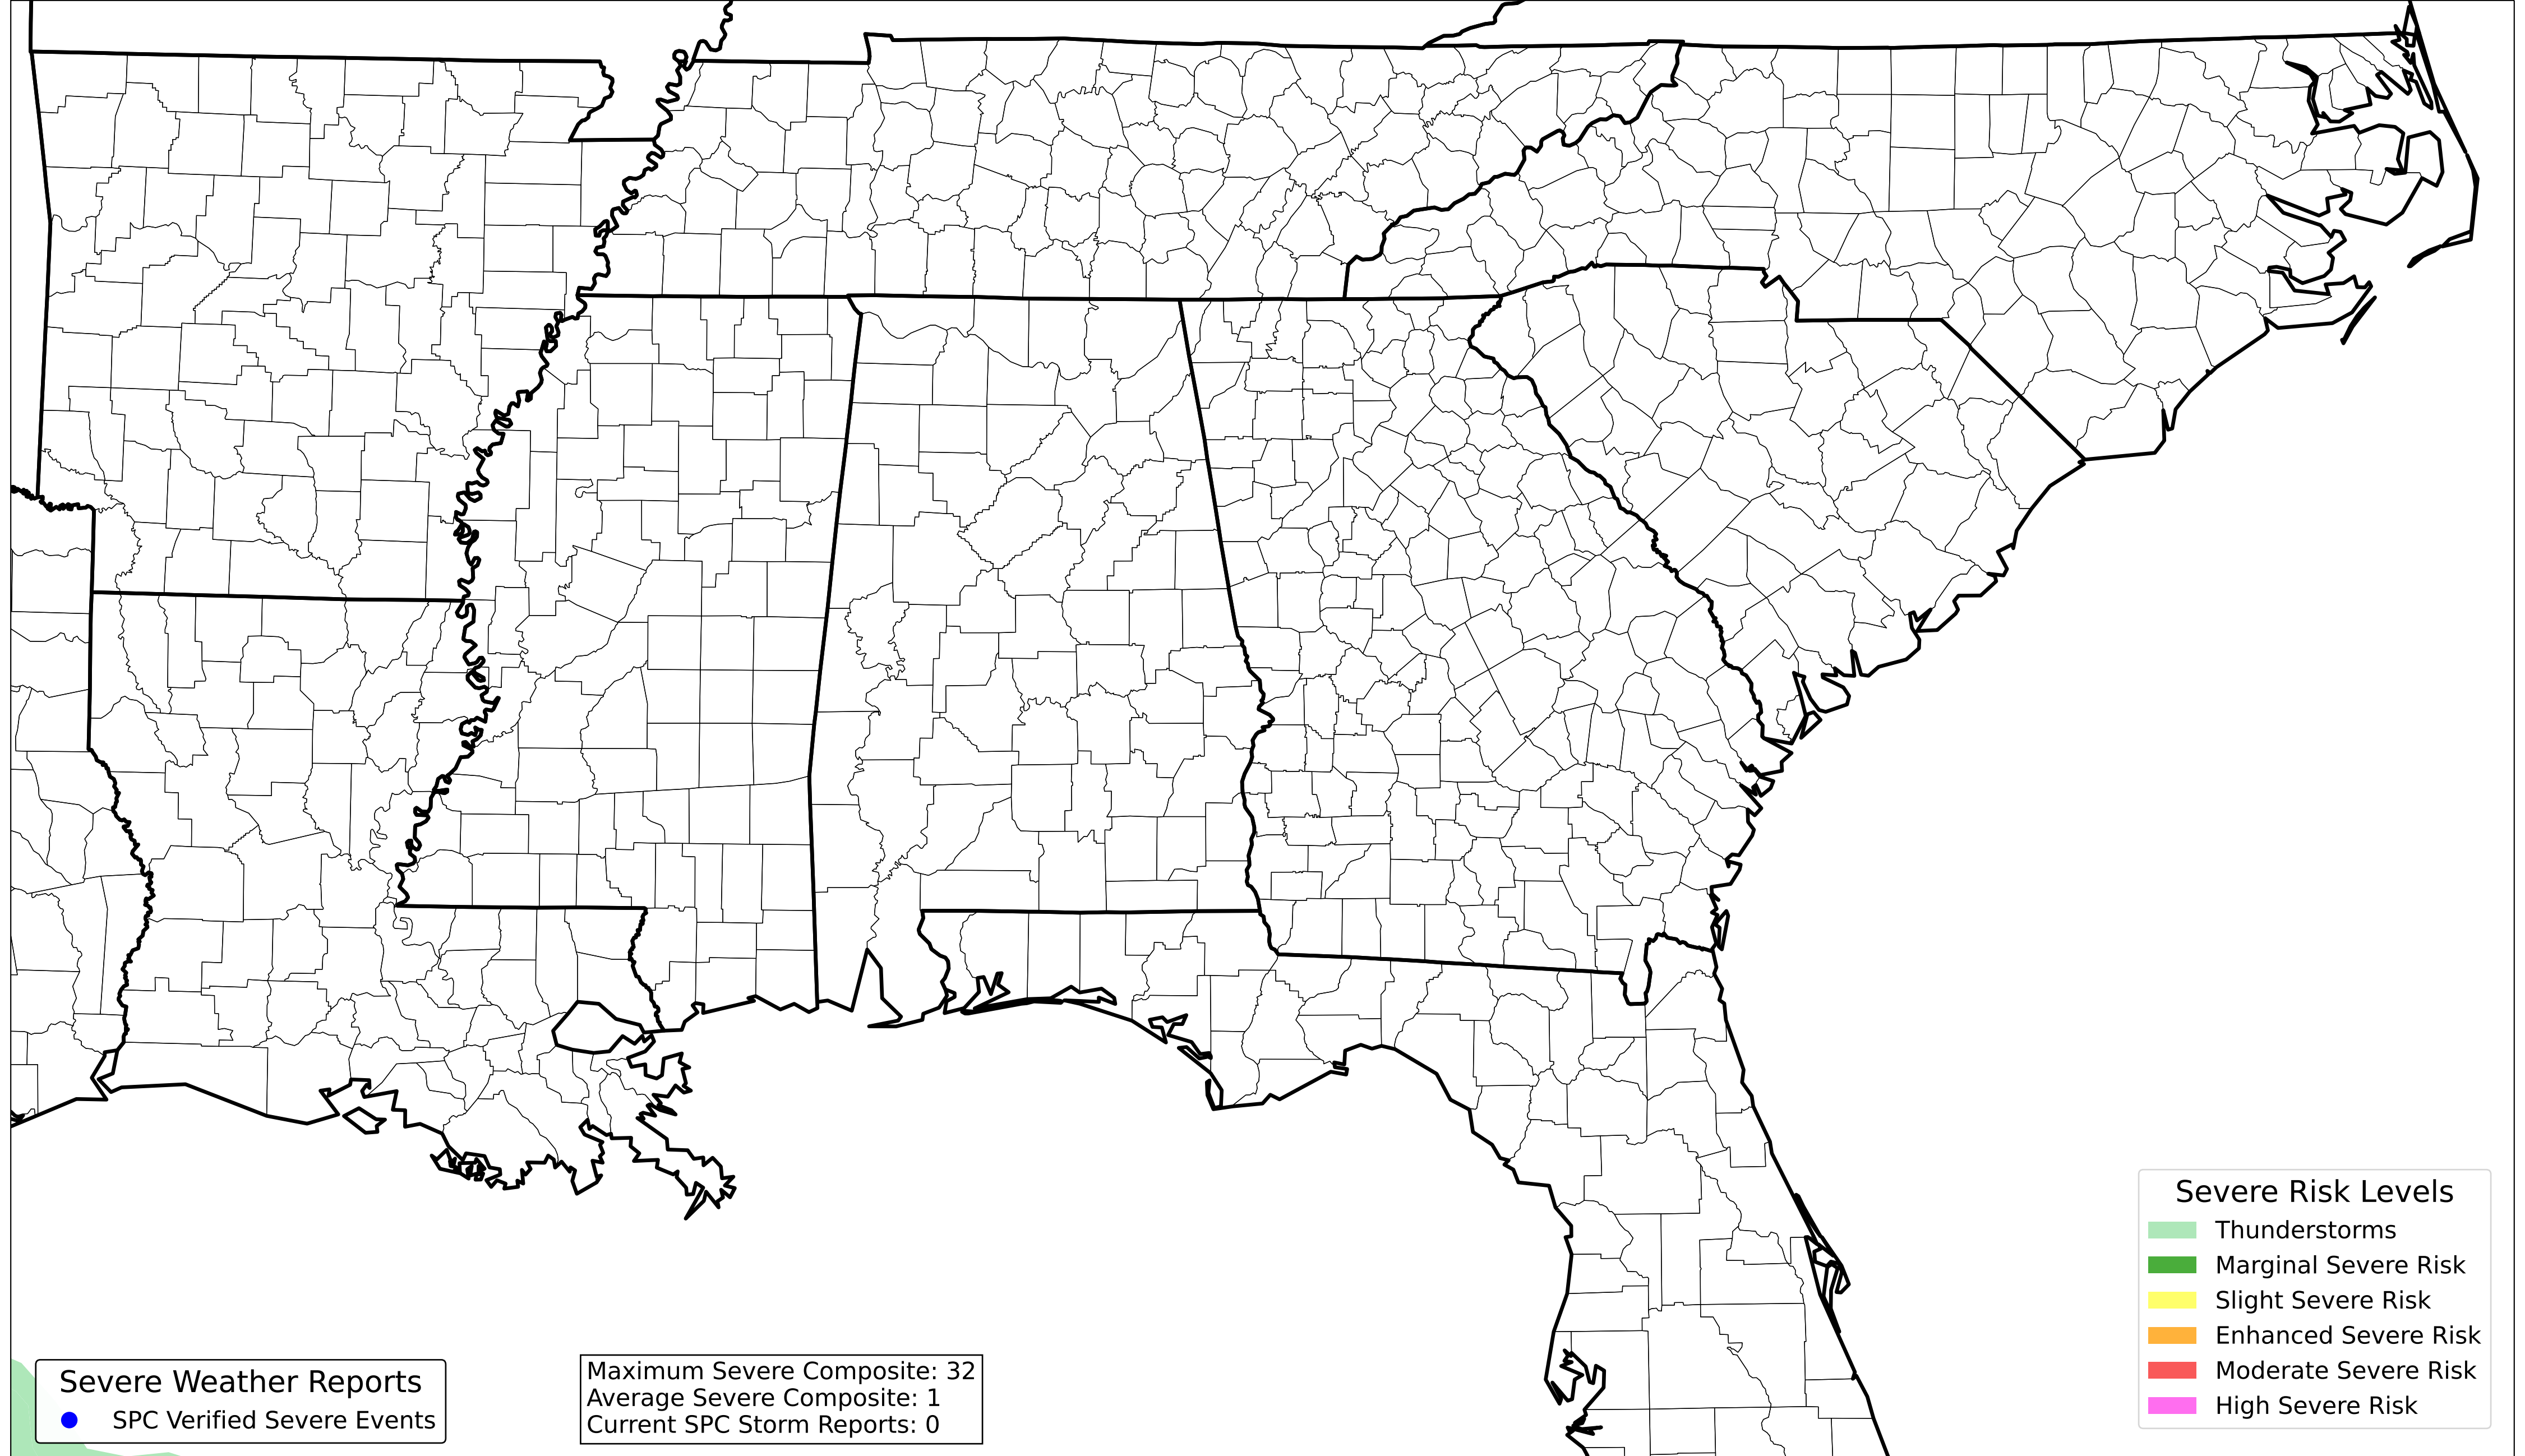 Severe Weather Reports
SPC Verified Severe Events
Maximum Severe Composite: 32
Average Severe Composite: 1
Current SPC Storm Reports: 0
Severe Risk Levels
Thunderstorms
Marginal Severe Risk
Slight Severe Risk
Enhanced Severe Risk
Moderate Severe Risk
High Severe Risk